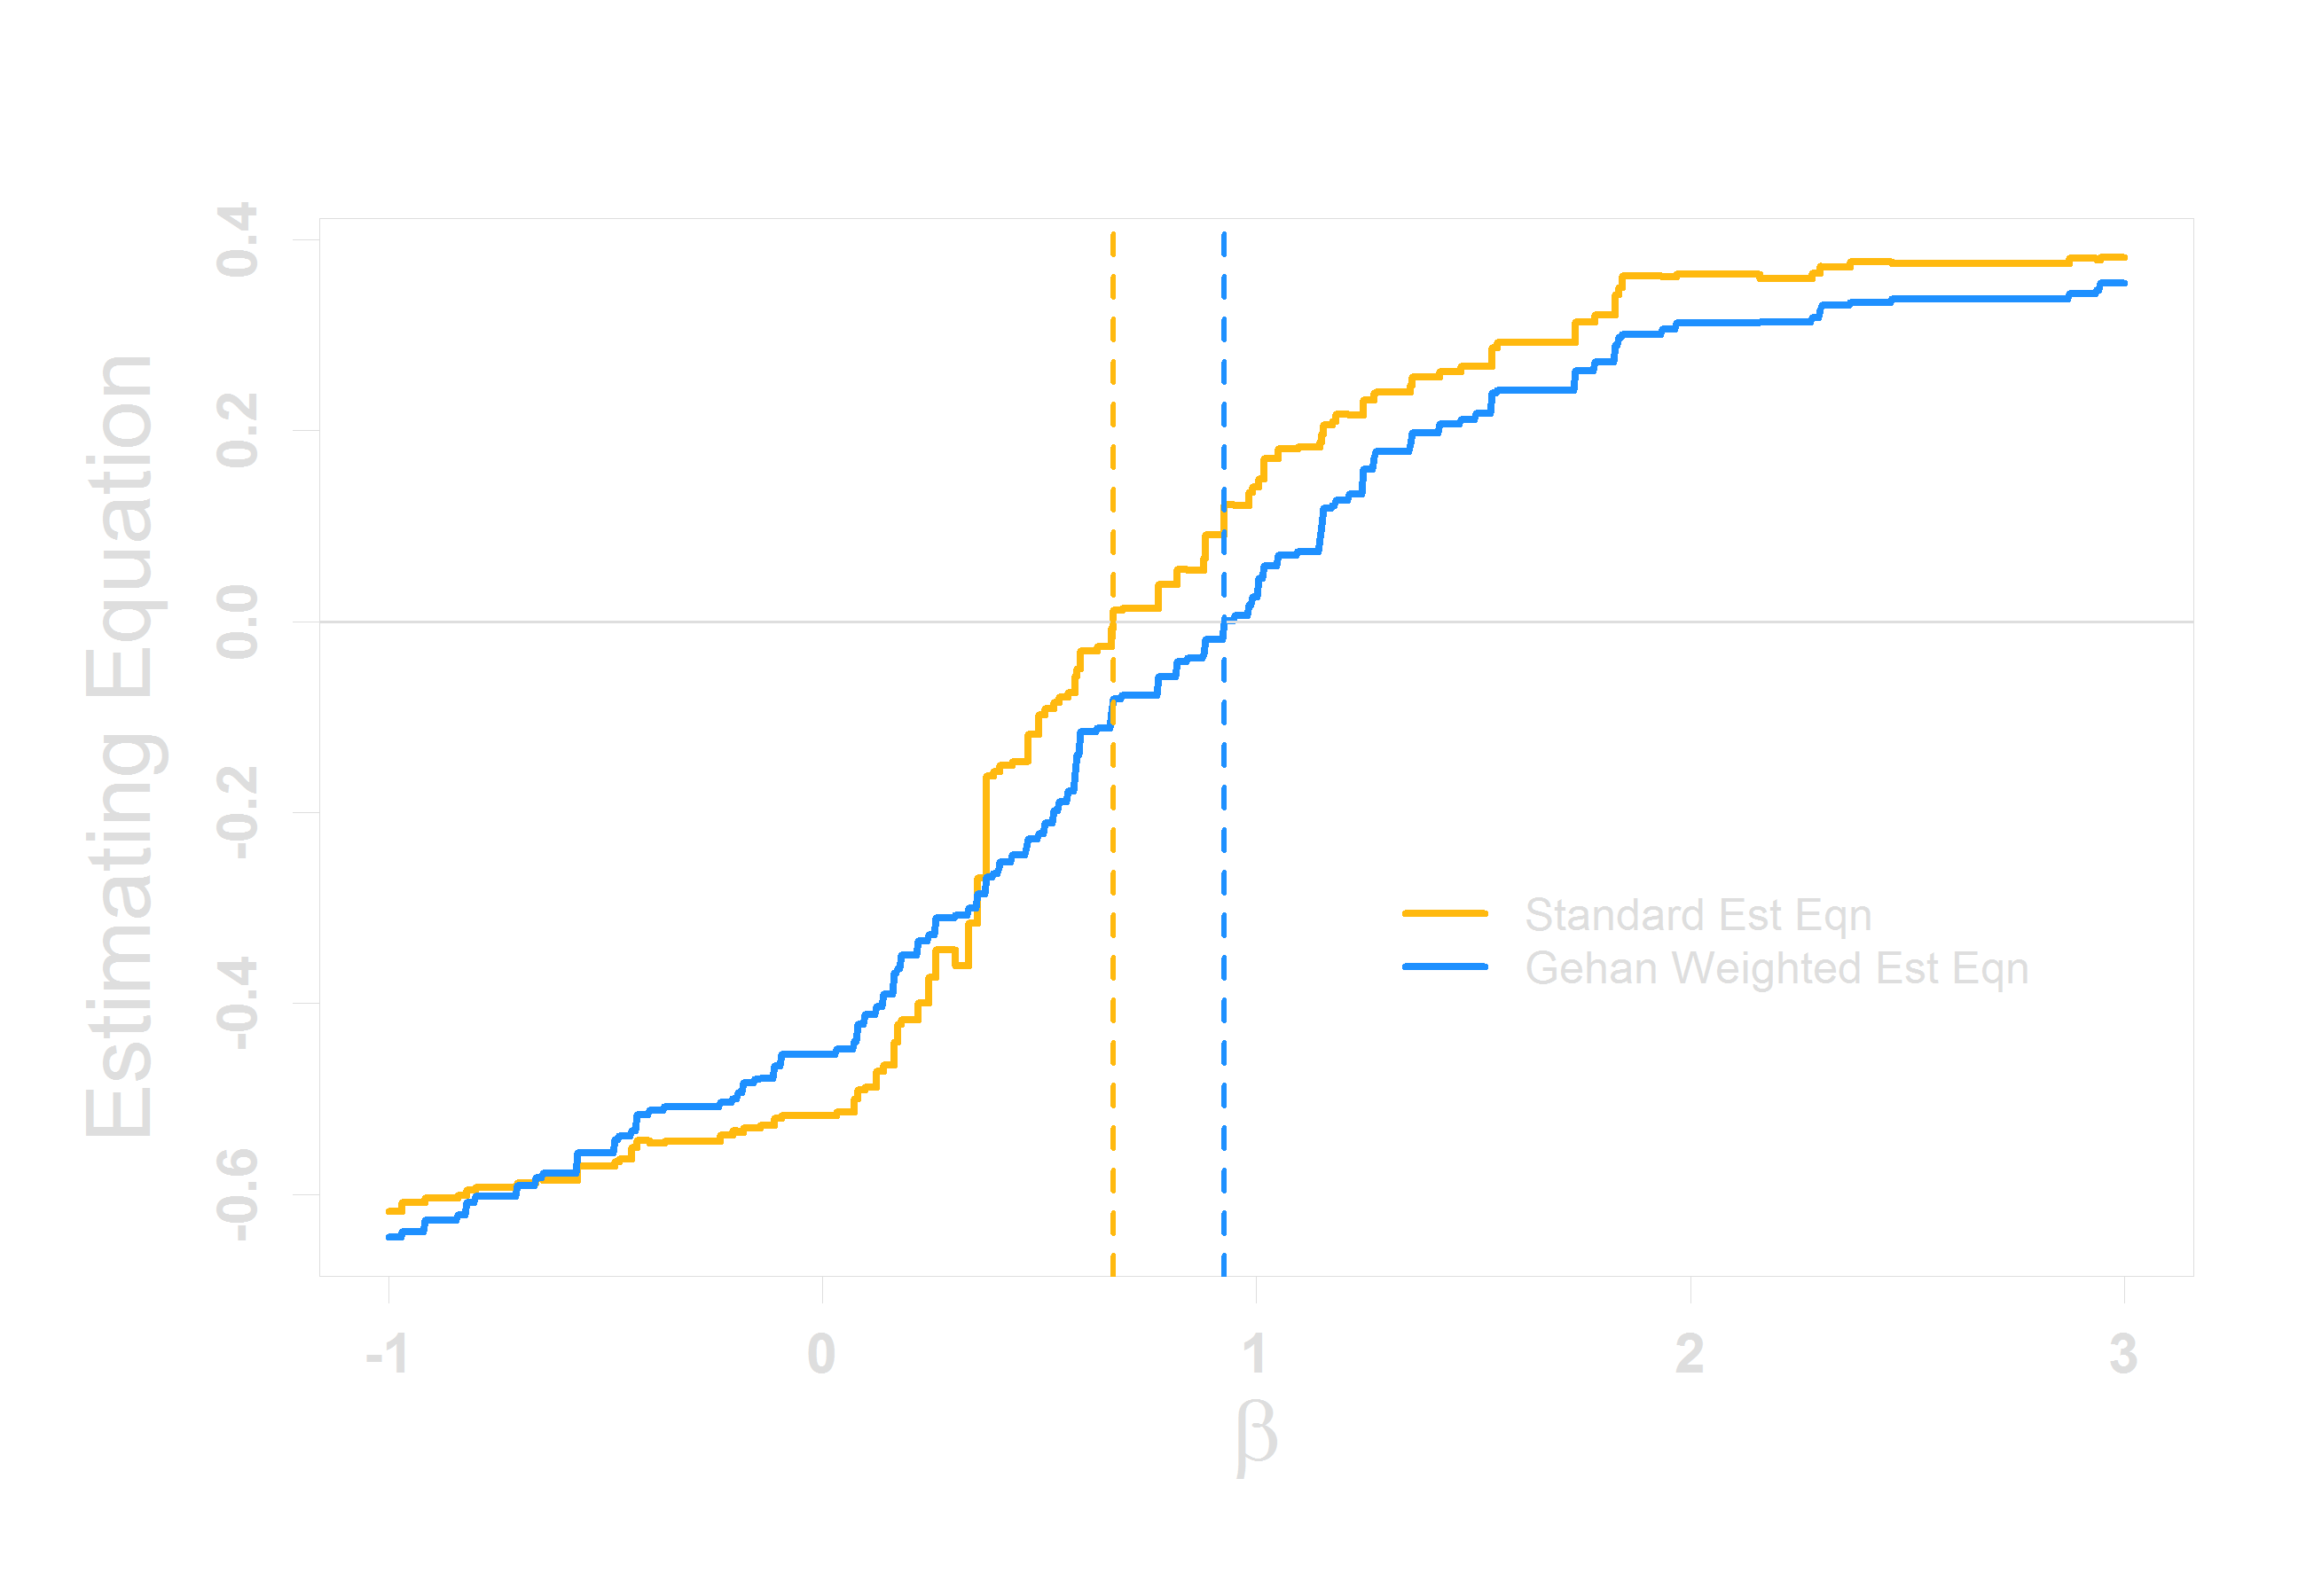 Estimating Equation
0.4
0.2
0.0
-0.2
-0.4
-0.6
Standard Est Eqn
Gehan Weighted Est Eqn
-1 0 1 2 3
β